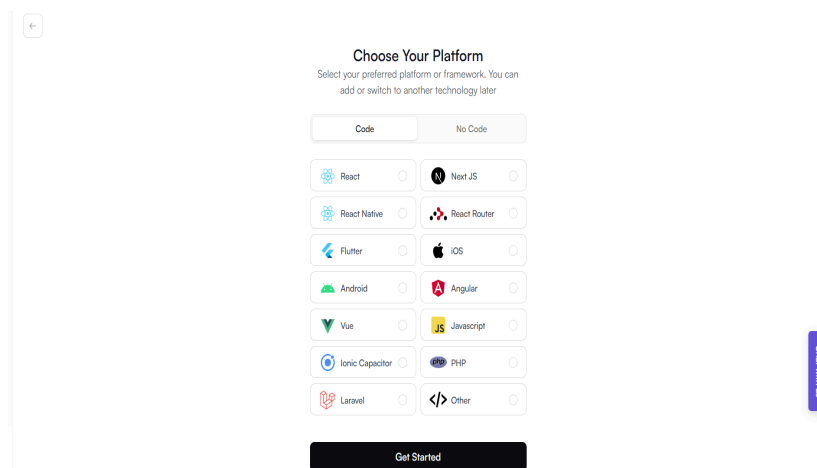 Choose Your Platform
Select your preferred platform or framework. You can
add or switch to another technology later
Code No Code
React Next JS
React Native React Router
Flutter iOS
Android Angular
Vue JS Javascript
Ionic Capacitor php PHP
Laravel Other
Get Started